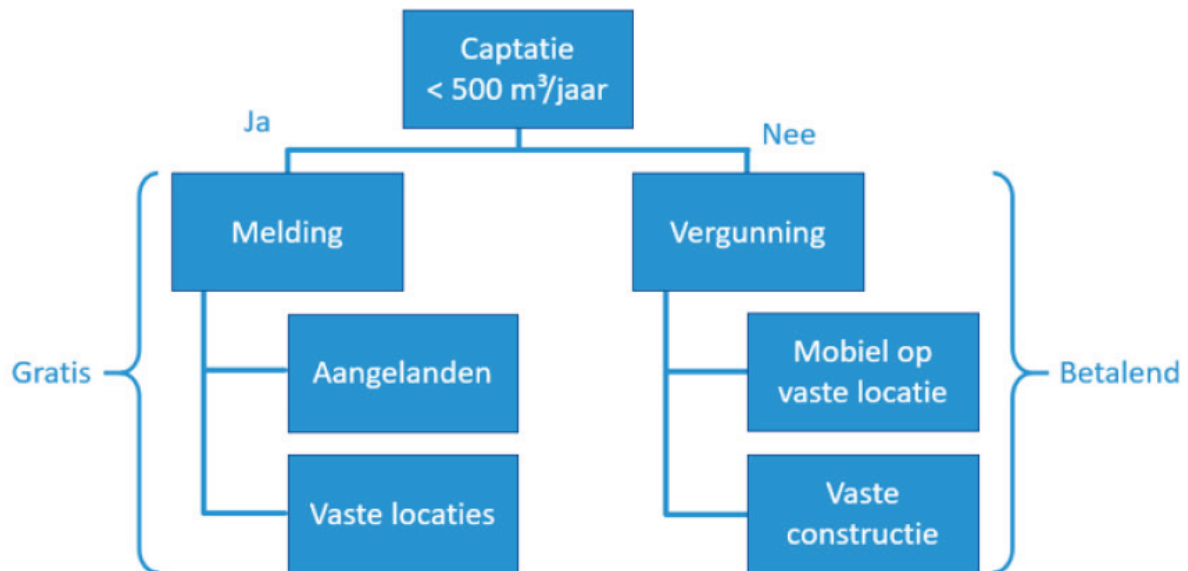 Captatie
< 500 m³/jaar
Ja
Nee
Melding
Vergunning
Gratis
Aangelanden
Mobiel op
vaste locatie
Betalend
Vaste locaties
Vaste
constructie